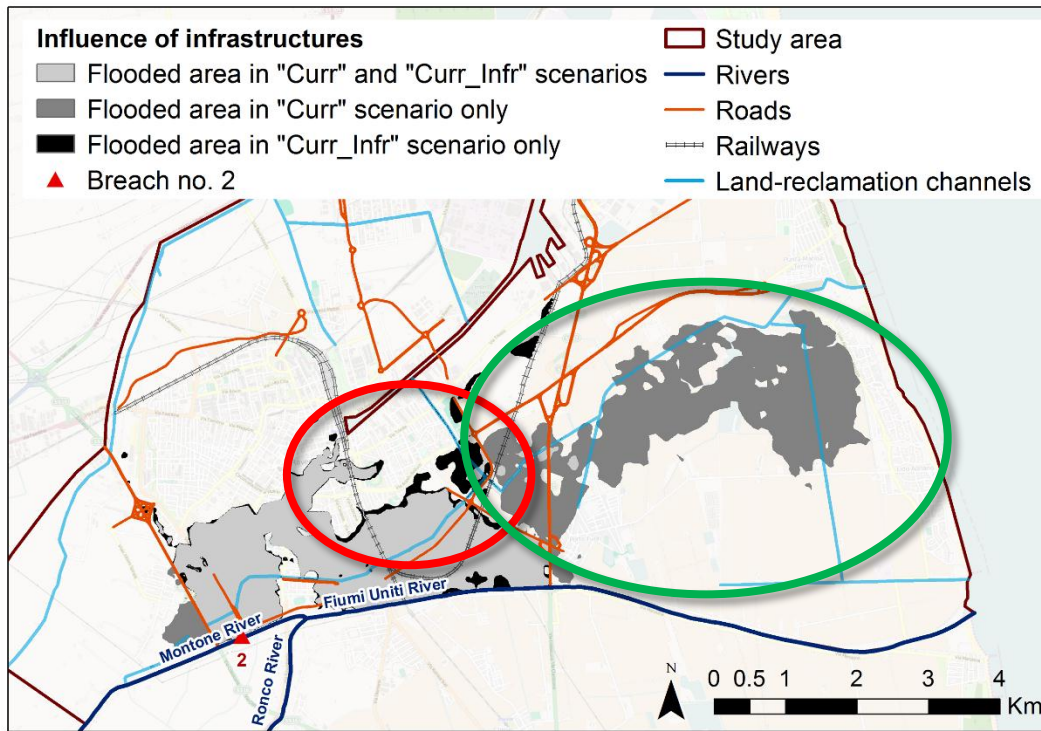 Influence of infrastructures
Flooded area in "Curr" and "Curr_Infr" scenarios
Flooded area in "Curr" scenario only
Flooded area in "Curr_Infr" scenario only
Breach no. 2
Study area
Rivers
Roads
Railways
Land-reclamation channels
Fiumi Uniti River
Montone River
2
Ronco River
N
0 0.5 1 2 3 4
Km